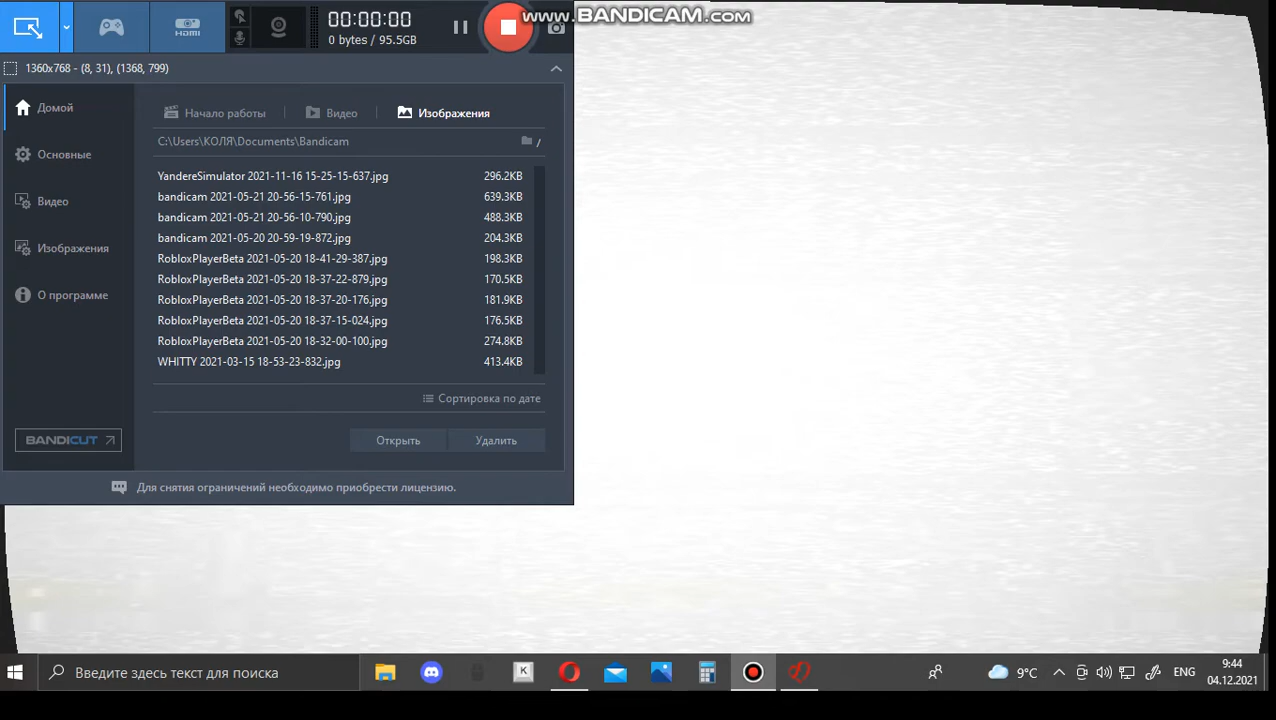 HDMI
00:00:00
0 bytes / 95.5GB
www.BANDICAM.com
1360x768 - (8, 31), (1368, 799)
Домой
Основные
Видео
Изображения
О программе
BANDICUT
Начало работы
Видео
Изображения
C:\Users\КОЛЯ\Documents\Bandicam
/
YandereSimulator 2021-11-16 15-25-15-637.jpg 296.2KB
bandicam 2021-05-21 20-56-15-761.jpg 639.3KB
bandicam 2021-05-21 20-56-10-790.jpg 488.3KB
bandicam 2021-05-20 20-59-19-872.jpg 204.3KB
RobloxPlayerBeta 2021-05-20 18-41-29-387.jpg 198.3KB
RobloxPlayerBeta 2021-05-20 18-37-22-879.jpg 170.5KB
RobloxPlayerBeta 2021-05-20 18-37-20-176.jpg 181.9KB
RobloxPlayerBeta 2021-05-20 18-37-15-024.jpg 176.5KB
RobloxPlayerBeta 2021-05-20 18-32-00-100.jpg 274.8KB
WHITTY 2021-03-15 18-53-23-832.jpg 413.4KB
Сортировка по дате
Открыть
Удалить
Для снятия ограничений необходимо приобрести лицензию.
Введите здесь текст для поиска
K
9°C
ENG
9:44
04.12.2021